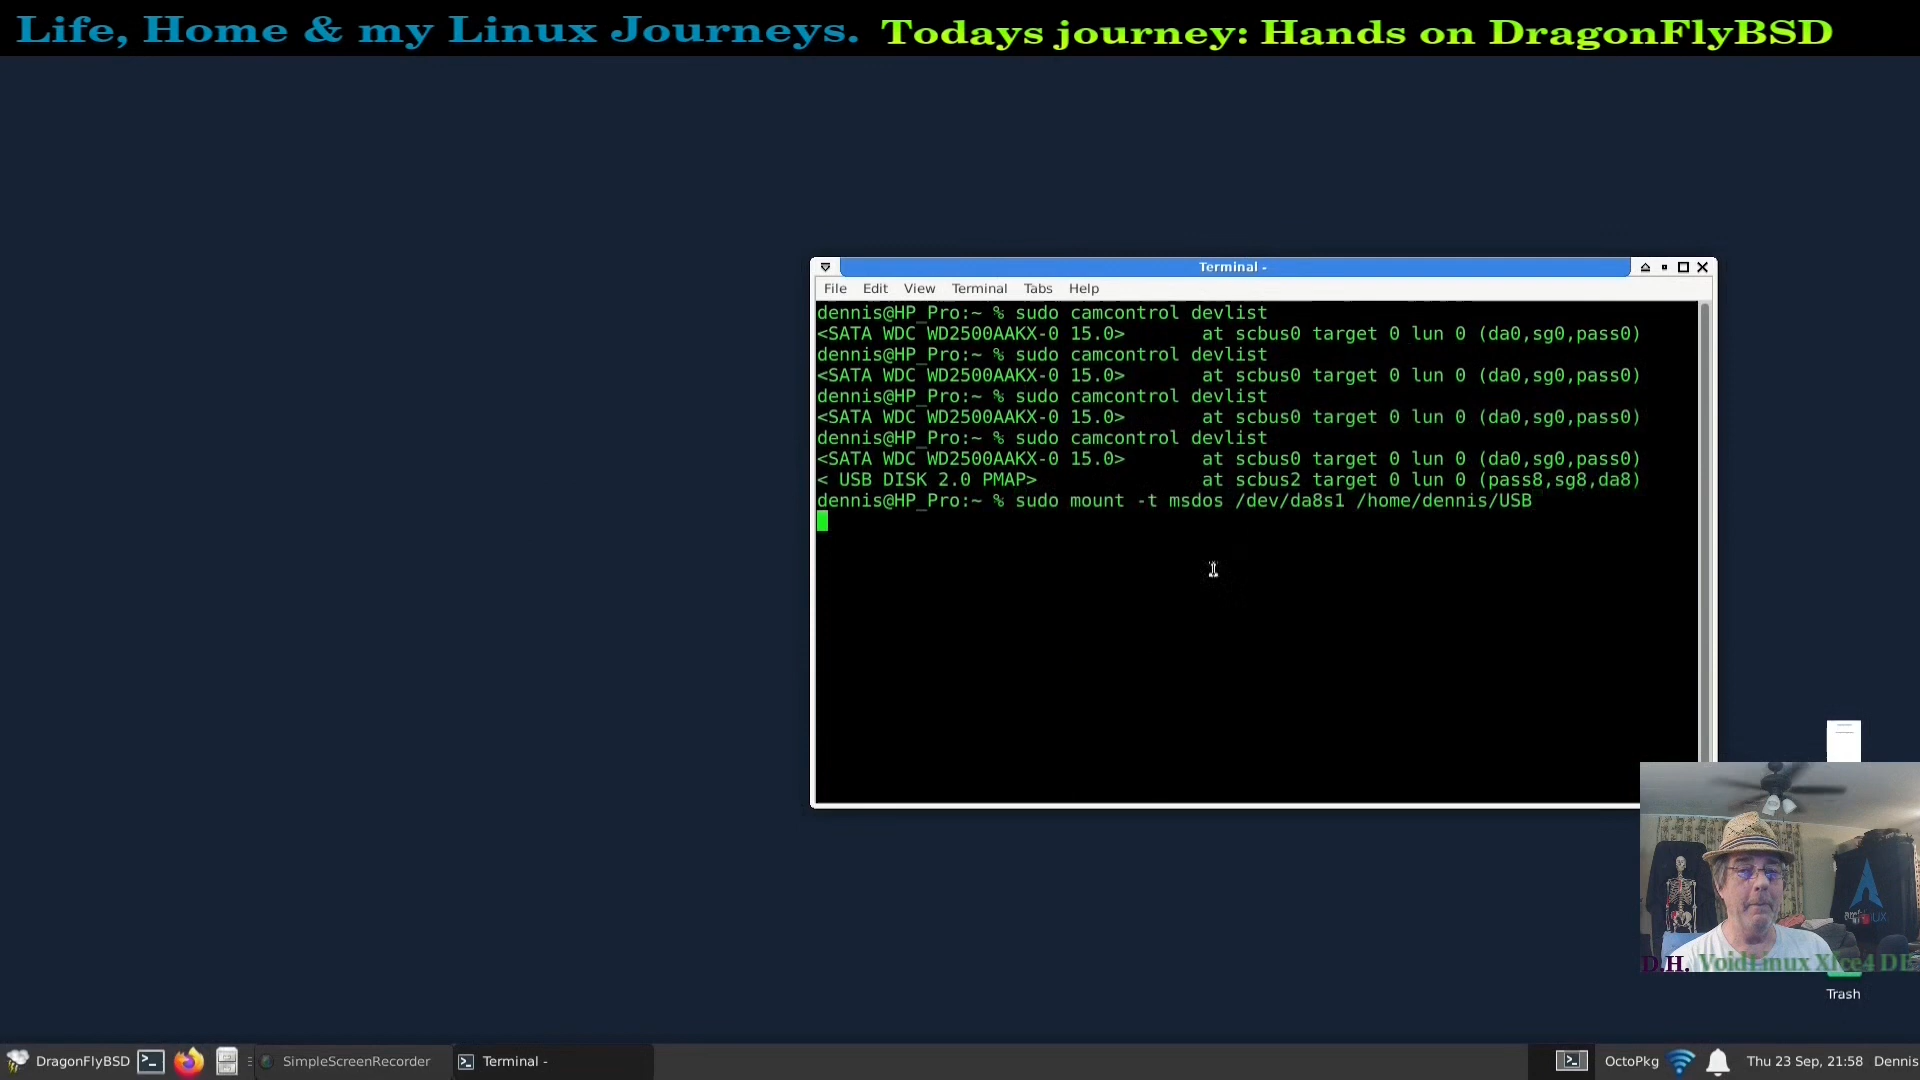 Life, Home & my Linux Journeys. Todays journey: Hands on DragonFlyBSD
Terminal -
File Edit View Terminal Tabs Help
dennis@HP_Pro:~ % sudo camcontrol devlist
<SATA WDC WD2500AAKX-0 15.0> at scbus0 target 0 lun 0 (da0,sg0,pass0)
dennis@HP_Pro:~ % sudo camcontrol devlist
<SATA WDC WD2500AAKX-0 15.0> at scbus0 target 0 lun 0 (da0,sg0,pass0)
dennis@HP_Pro:~ % sudo camcontrol devlist
<SATA WDC WD2500AAKX-0 15.0> at scbus0 target 0 lun 0 (da0,sg0,pass0)
dennis@HP_Pro:~ % sudo camcontrol devlist
<SATA WDC WD2500AAKX-0 15.0> at scbus0 target 0 lun 0 (da0,sg0,pass0)
< USB DISK 2.0 PMAP> at scbus2 target 0 lun 0 (pass8,sg8,da8)
dennis@HP_Pro:~ % sudo mount -t msdos /dev/da8s1 /home/dennis/USB
D.H. VoidLinux Xfce4 DE
Trash
DragonFlyBSD SimpleScreenRecorder Terminal - OctoPkg Thu 23 Sep, 21:58 Dennis